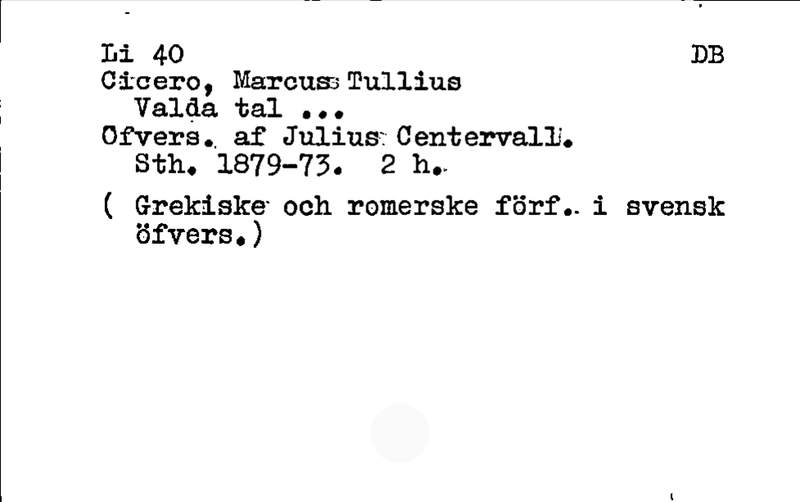 Li 40 DB
Cicero, Marcus Tullius
Valda tal ...
Öfvers. af Julius Centervall.
Sth. 1879-73. 2 h.
( Grekiske och romerske förf. i svensk
öfvers.)